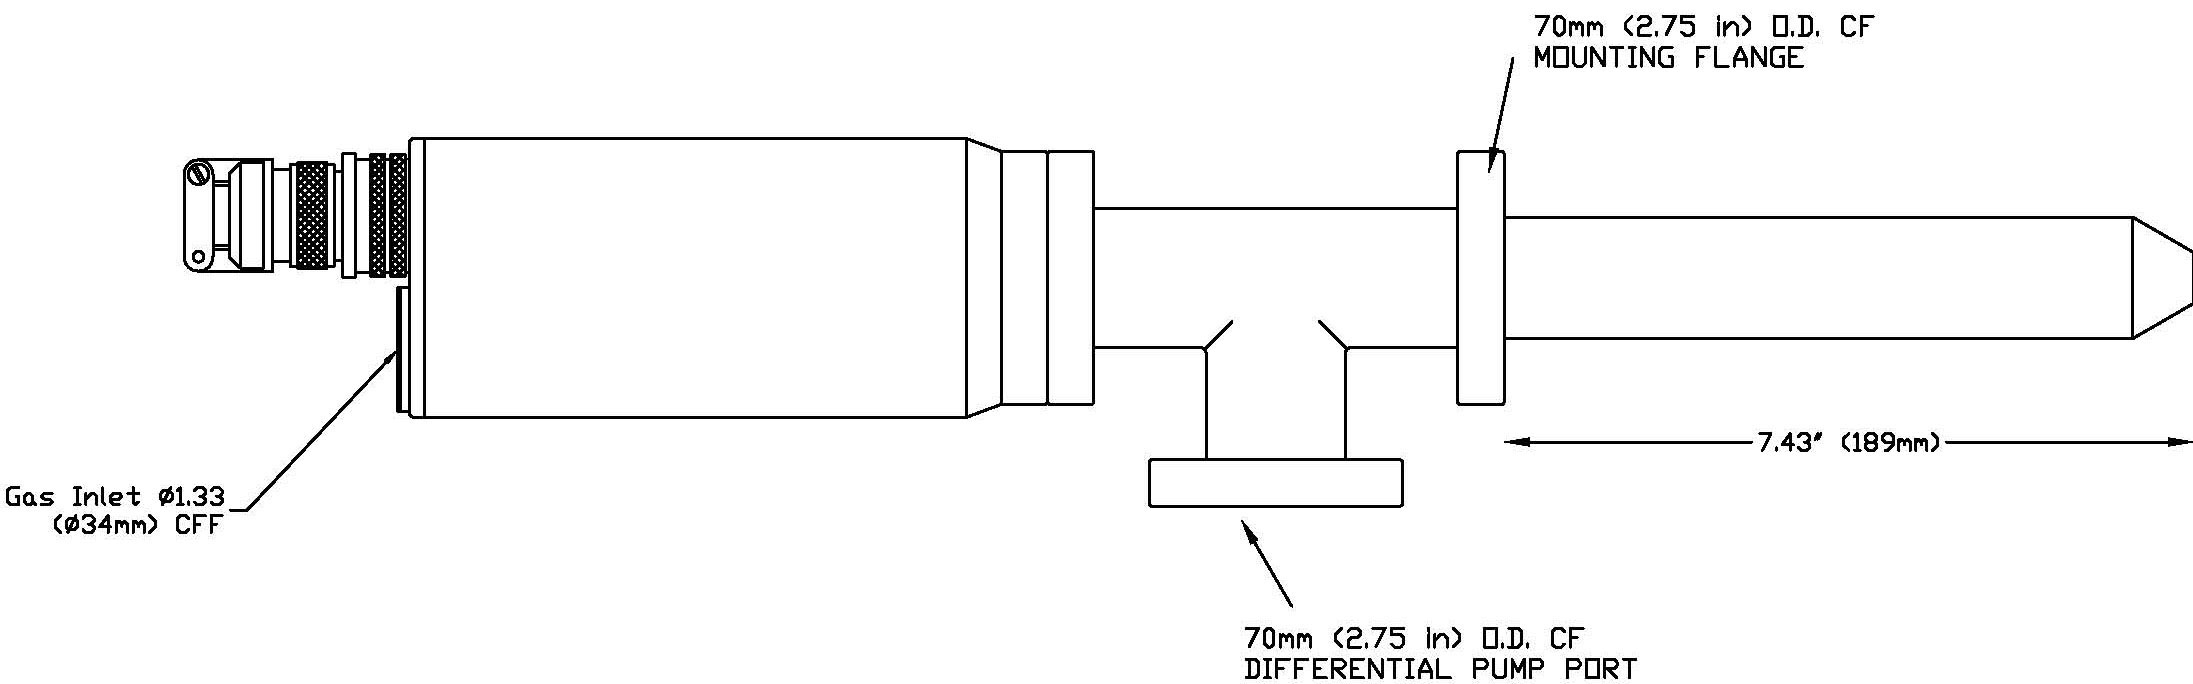 70mm (2.75 in) O.D. CF
MOUNTING FLANGE
7.43" (189mm)
Gas Inlet Ø1.33
(Ø34mm) CFF
70mm (2.75 in) O.D. CF
DIFFERENTIAL PUMP PORT